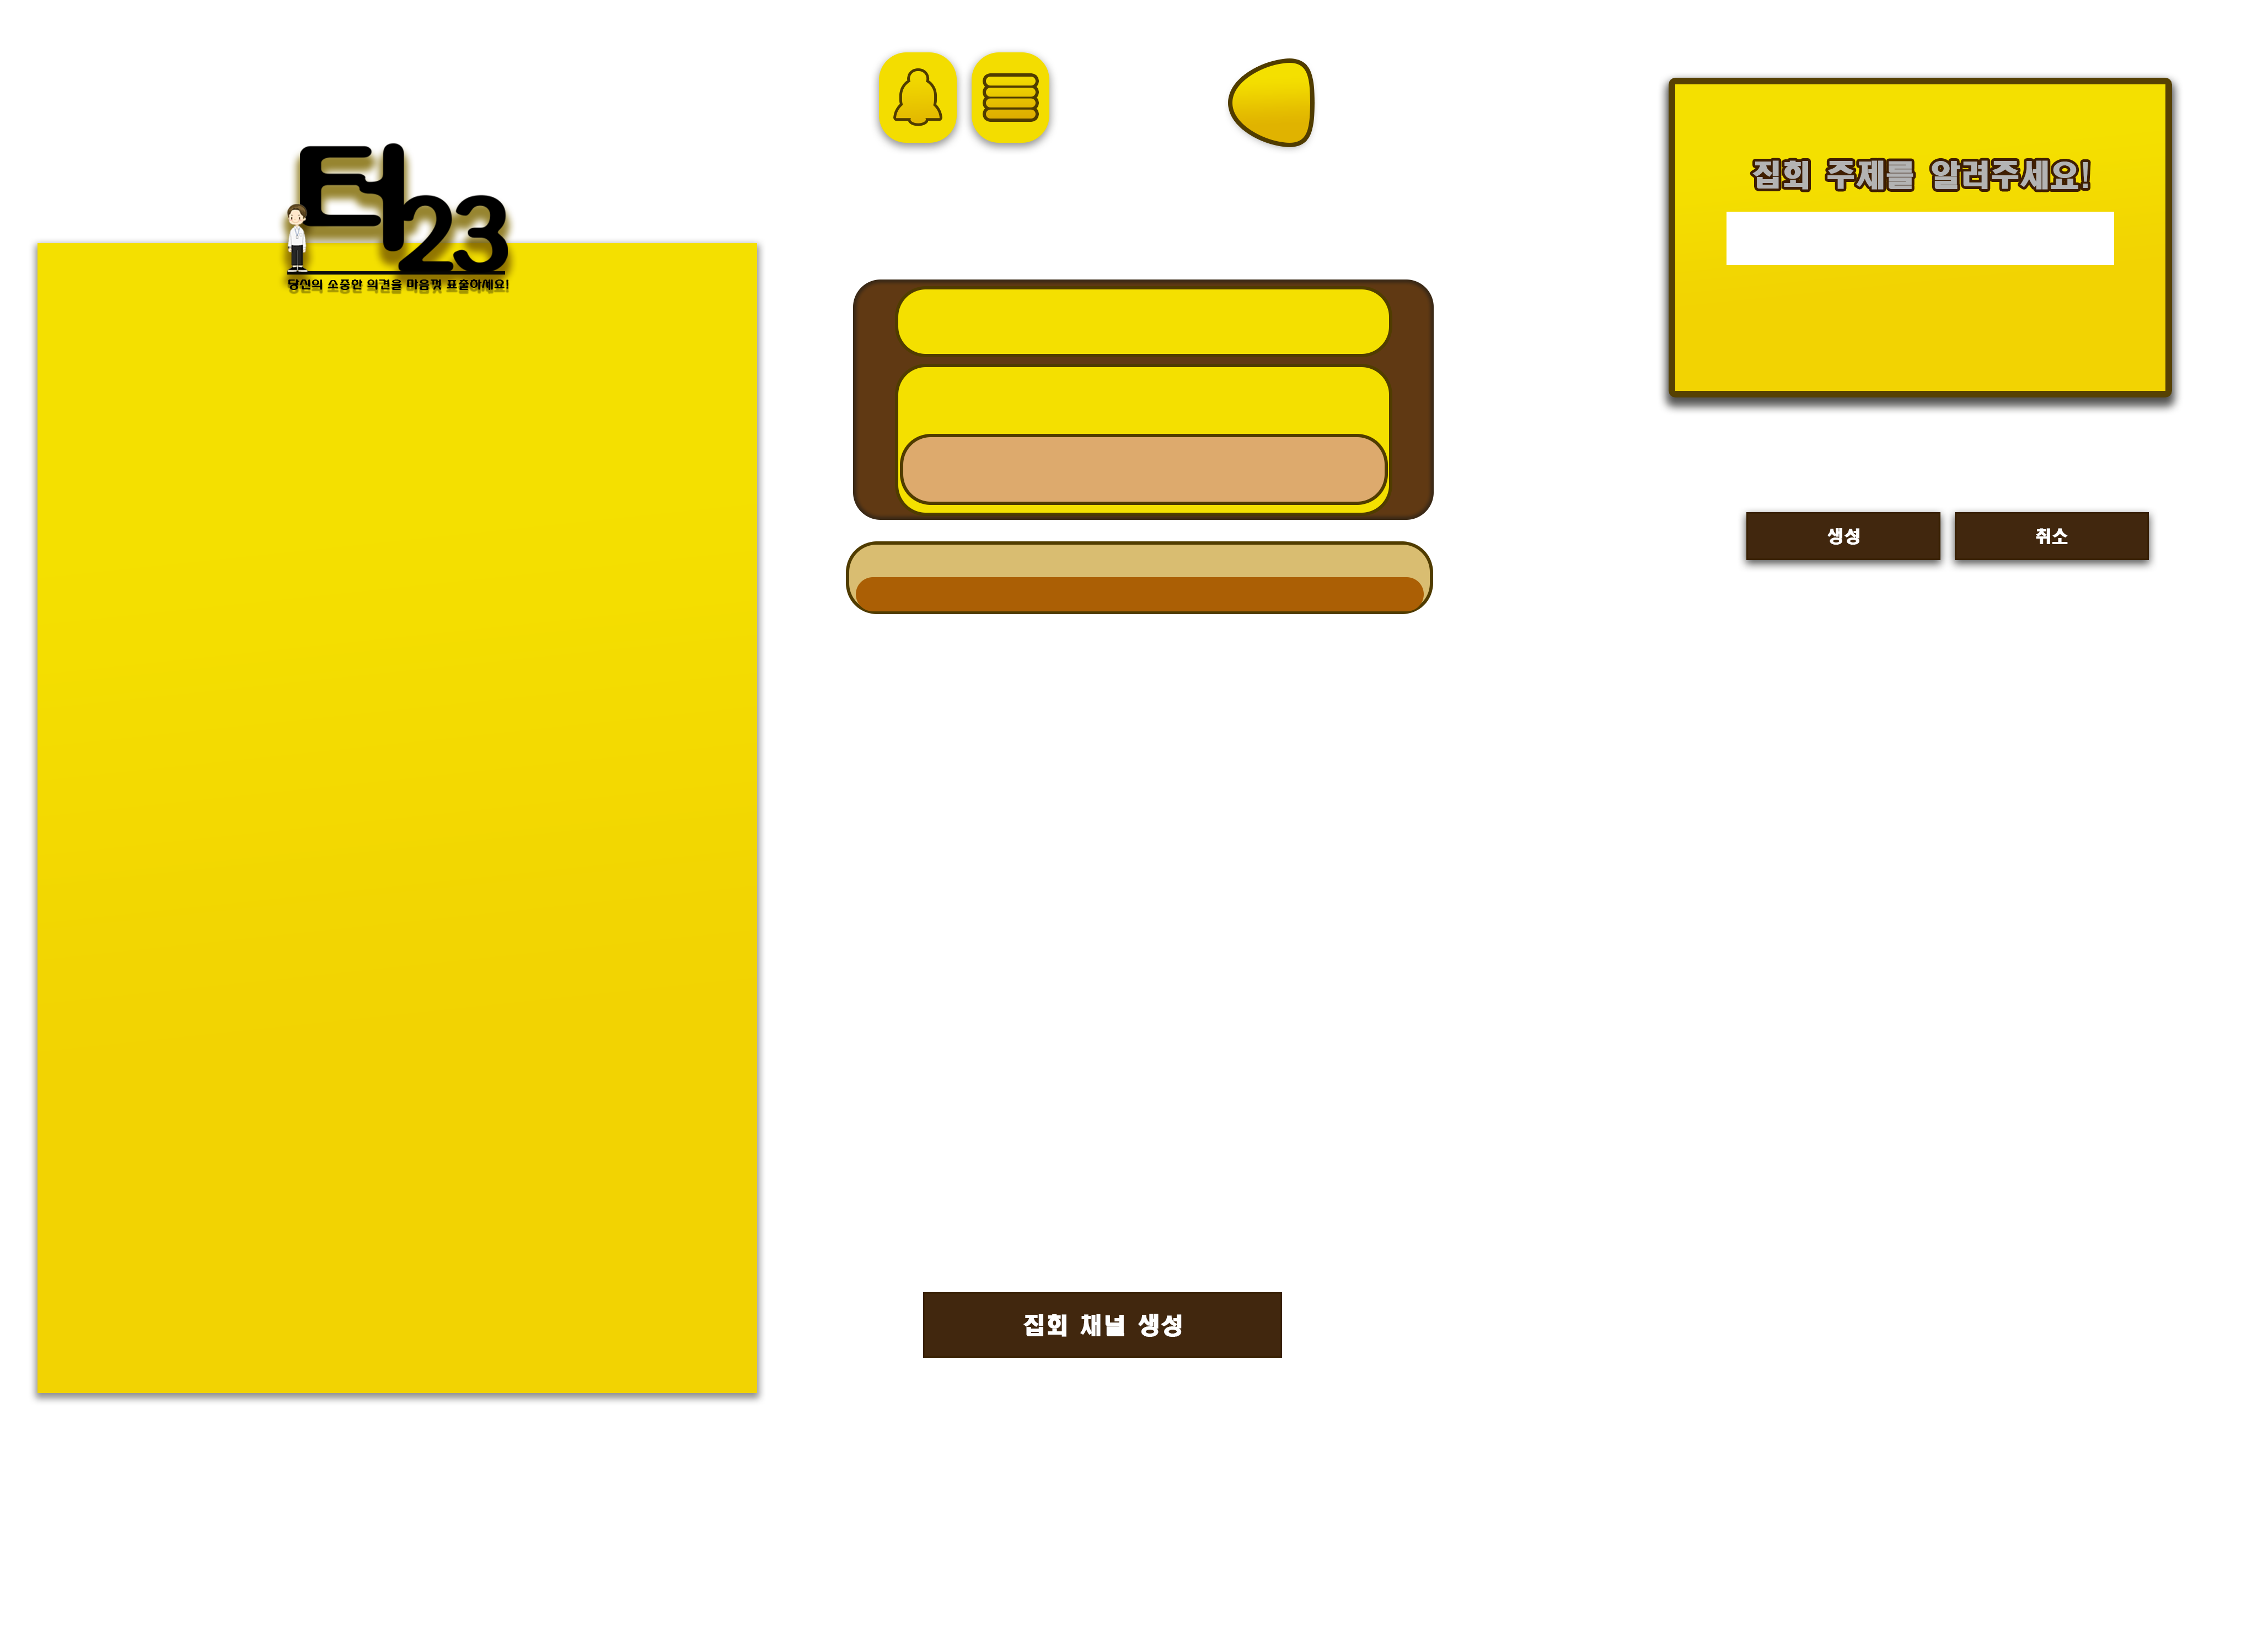 터23
당신의 소중한 의견을 마음껏 표출하세요!
집회 주제를 알려주세요!
생성
취소
집회 채널 생성